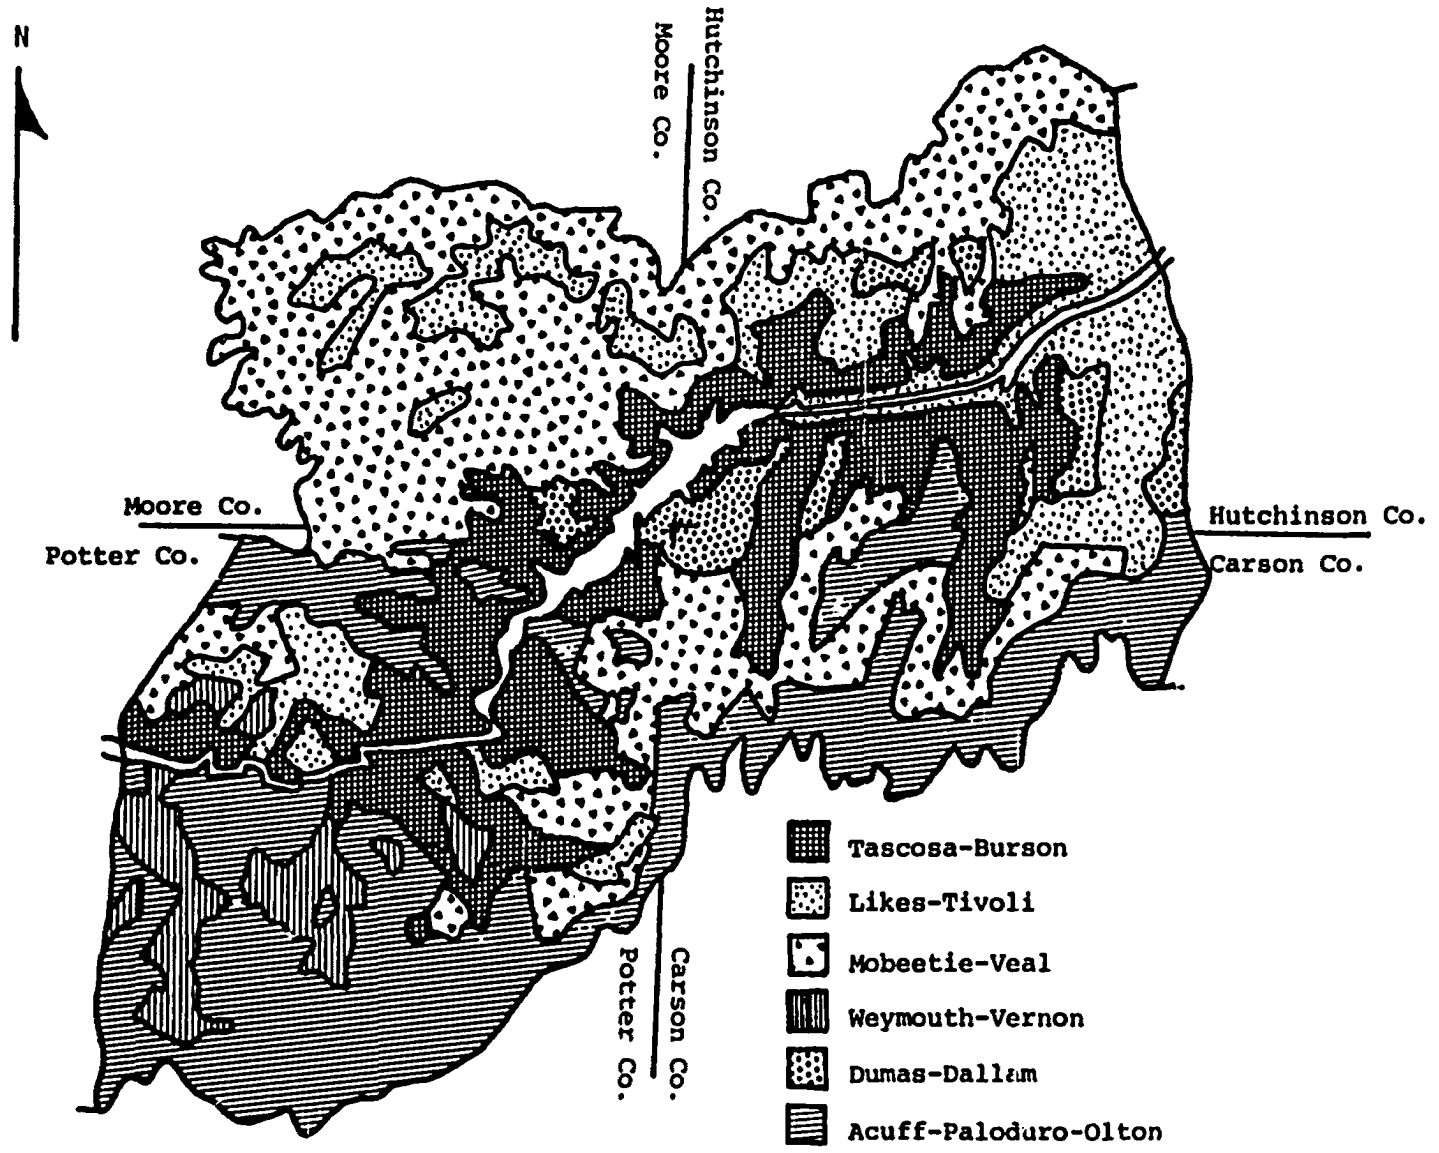 N
Hutchinson Co.
Moore Co.
Moore Co.
Potter Co.
Hutchinson Co.
Carson Co.
Tascosa-Burson
Likes-Tivoli
Mobeetie-Veal
Weymouth-Vernon
Dumas-Dallam
Acuff-Paloduro-Olton
Carson Co.
Potter Co.